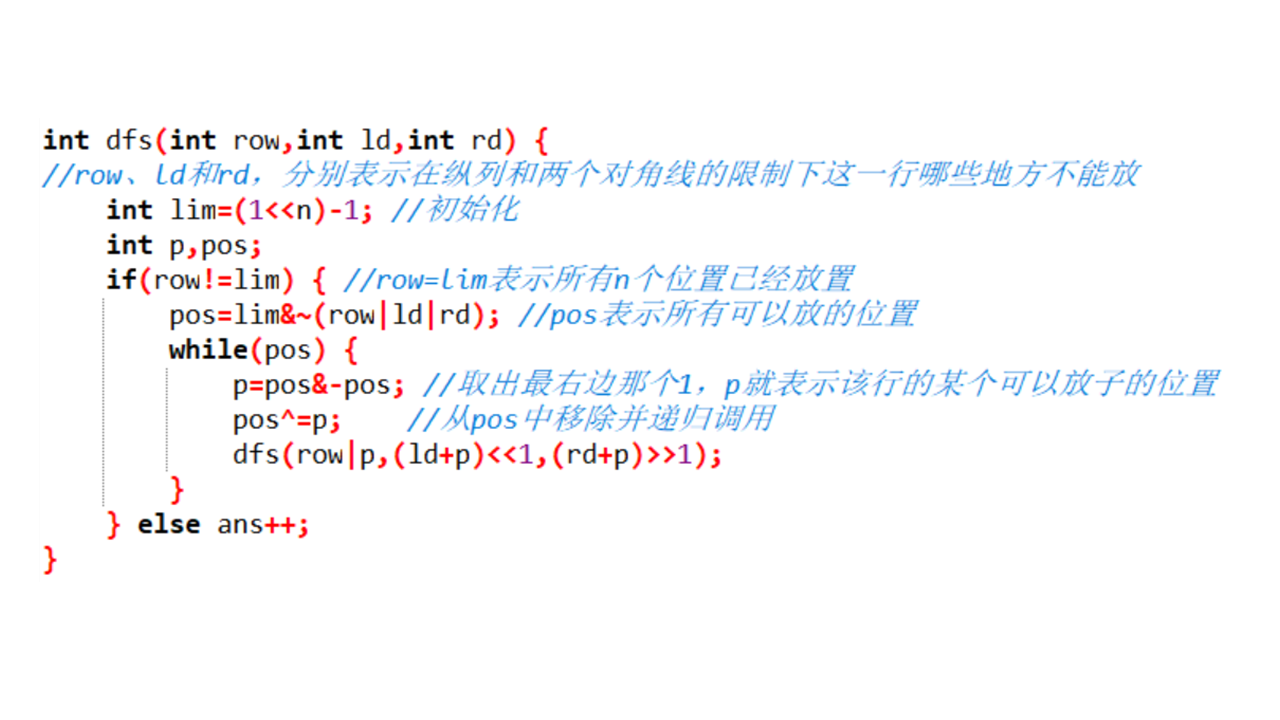 int dfs(int row,int ld,int rd) {
//row、ld和rd，分别表示在纵列和两个对角线的限制下这一行哪些地方不能放
    int lim=(1<<n)-1; //初始化
    int p,pos;
    if(row!=lim) { //row=lim表示所有n个位置已经放置
        pos=lim&~(row|ld|rd); //pos表示所有可以放的位置
        while(pos) {
            p=pos&-pos; //取出最右边那个1，p就表示该行的某个可以放子的位置
            pos^=p;    //从pos中移除并递归调用
            dfs(row|p,(ld+p)<<1,(rd+p)>>1);
        }
    } else ans++;
}